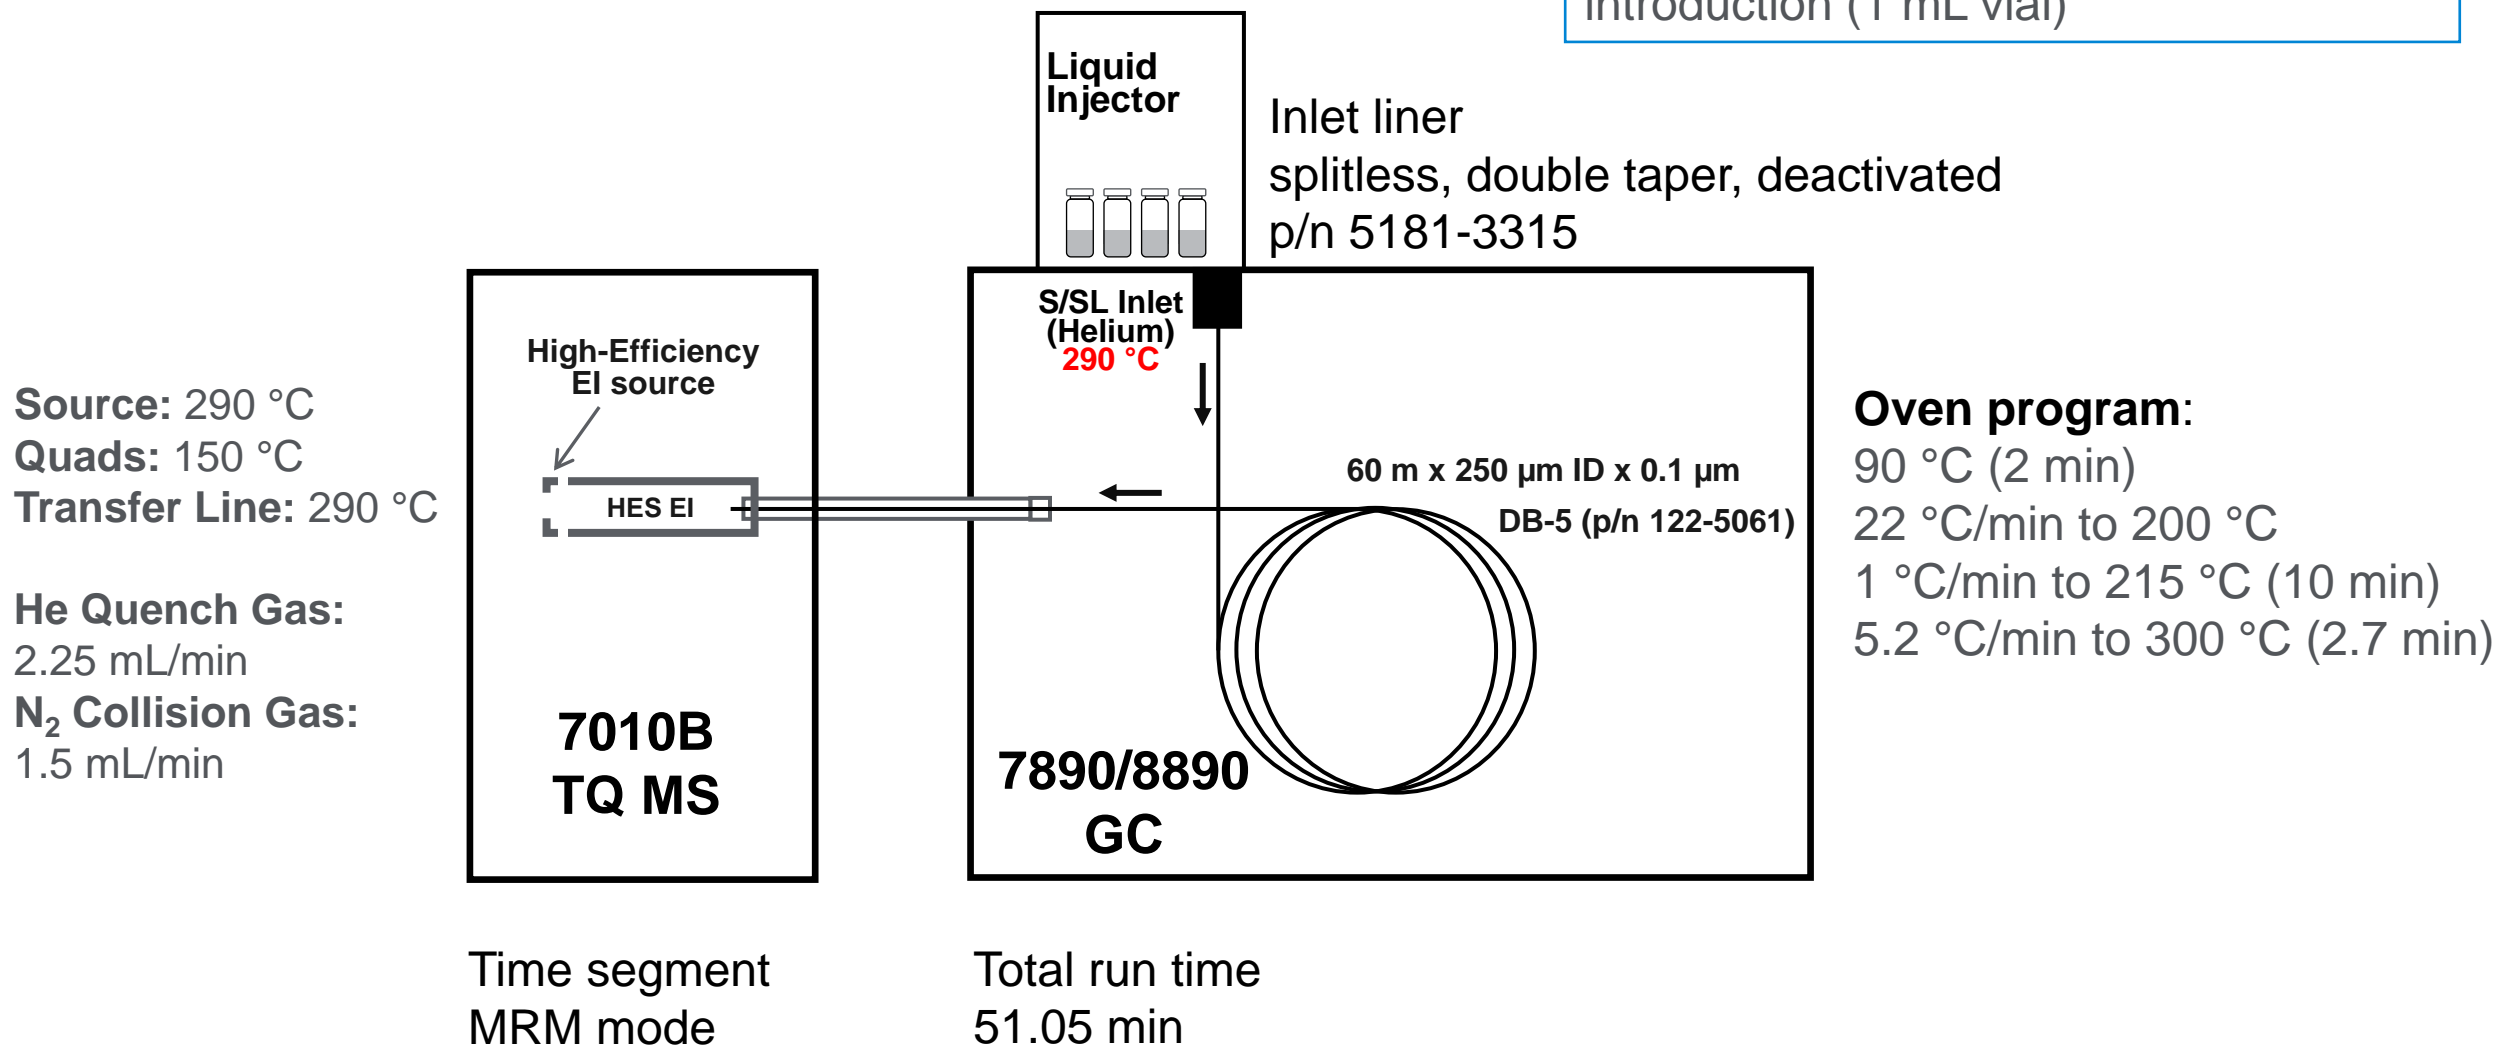 introduction (1 mL vial)
Liquid
Injector
Inlet liner
splitless, double taper, deactivated
p/n 5181-3315
S/SL Inlet
(Helium)
290 °C
High-Efficiency
EI source
HES EI
Source: 290 °C
Quads: 150 °C
Transfer Line: 290 °C
He Quench Gas:
2.25 mL/min
N₂ Collision Gas:
1.5 mL/min
7010B
TQ MS
60 m x 250 µm ID x 0.1 µm
DB-5 (p/n 122-5061)
7890/8890
GC
Oven program:
90 °C (2 min)
22 °C/min to 200 °C
1 °C/min to 215 °C (10 min)
5.2 °C/min to 300 °C (2.7 min)
Time segment
MRM mode
Total run time
51.05 min